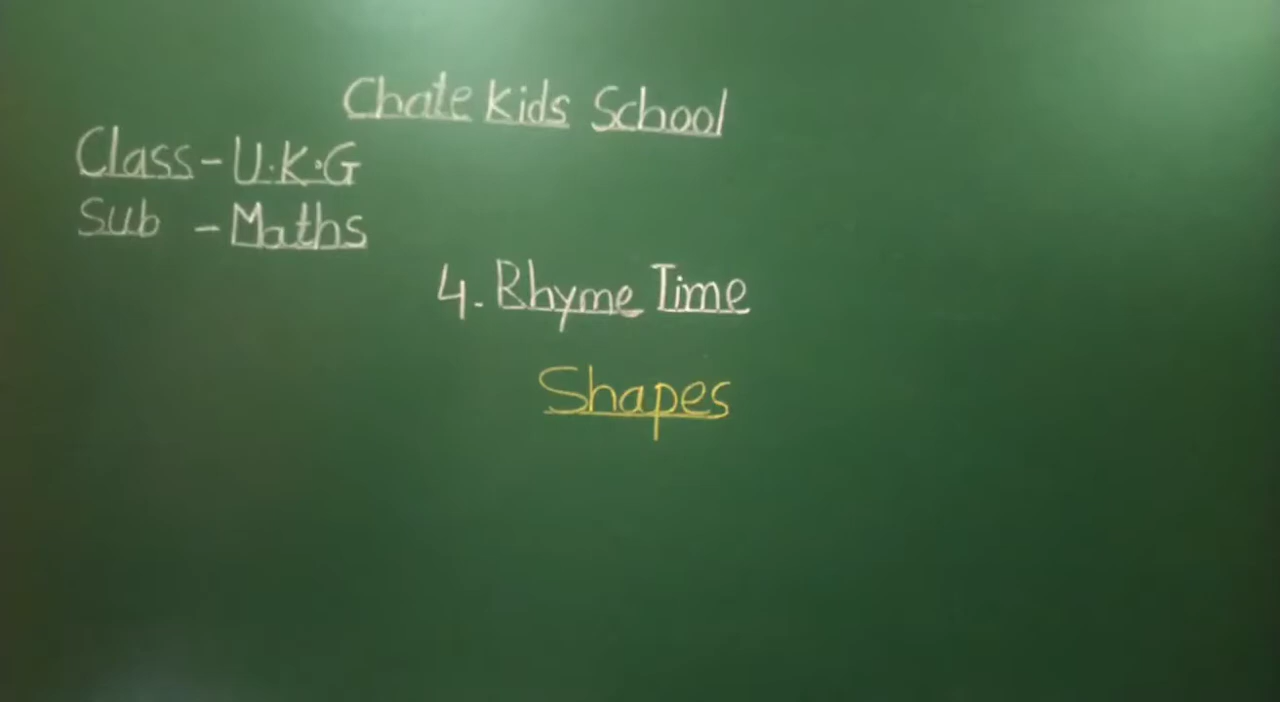 Chate Kids School
Class - U.K.G
Sub - Maths
4. Rhyme Time
Shapes